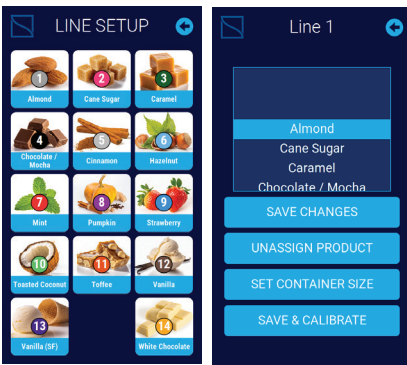 LINE SETUP
1
2
3
Almond
Cane Sugar
Caramel
4
5
6
Chocolate /
Mocha
Cinnamon
Hazelnut
7
8
9
Mint
Pumpkin
Strawberry
10
11
12
Toasted Coconut
Toffee
Vanilla
13
14
Vanilla (SF)
White Chocolate
Line 1
Almond
Cane Sugar
Caramel
Chocolate / Mocha
SAVE CHANGES
UNASSIGN PRODUCT
SET CONTAINER SIZE
SAVE & CALIBRATE